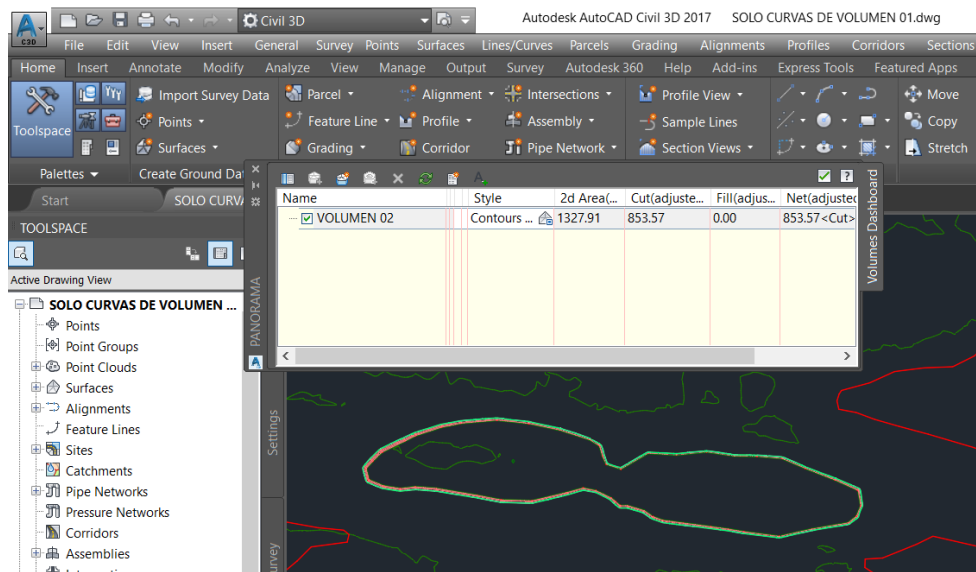 Civil 3D
Autodesk AutoCAD Civil 3D 2017 SOLO CURVAS DE VOLUMEN 01.dwg
C3D
File Edit View Insert General Survey Points Surfaces Lines/Curves Parcels Grading Alignments Profiles Corridors Sections
Home Insert Annotate Modify Analyze View Manage Output Survey Autodesk 360 Help Add-ins Express Tools Featured Apps
Import Survey Data Parcel Alignment Intersections Profile View Move
Toolspace Points Feature Line Profile Assembly Sample Lines Copy
Surfaces Grading Corridor Pipe Network Section Views Stretch
Palettes Create Ground Da
Start SOLO CURV
TOOLSPACE
Active Drawing View
SOLO CURVAS DE VOLUMEN ...
Points
Point Groups
Point Clouds
Surfaces
Alignments
Feature Lines
Sites
Catchments
Pipe Networks
Pressure Networks
Corridors
Assemblies
PANORAMA
Name Style 2d Area(... Cut(adjuste... Fill(adjus... Net(adjusted
VOLUMEN 02 Contours ... 1327.91 853.57 0.00 853.57<Cut>
Volumes Dashboard
Settings